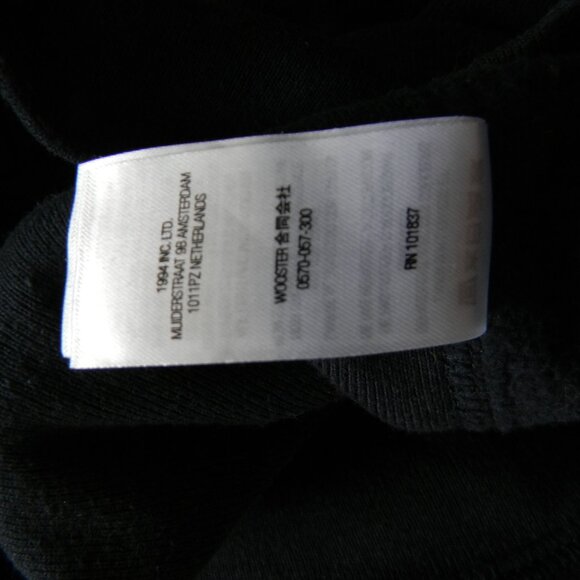 1994 INC. LTD.
MUIDERSTRAAT 9B AMSTERDAM
1011PZ NETHERLANDS
WOOSTER 合同会社
0570-057-300
RN 101837